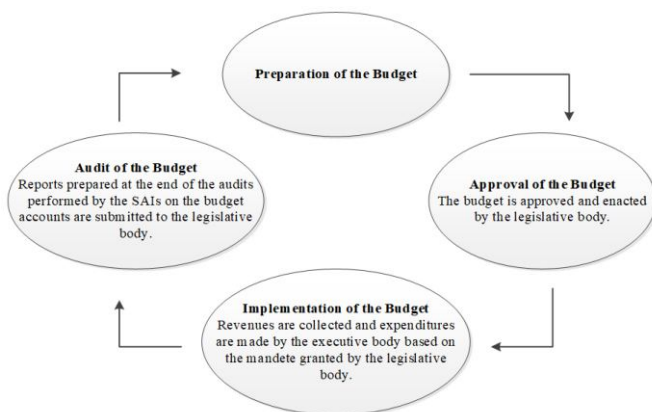 Preparation of the Budget
Audit of the Budget
Reports prepared at the end of the audits
performed by the SAIs on the budget
accounts are submitted to the legislative
body.
Approval of the Budget
The budget is approved and enacted
by the legislative body.
Implementation of the Budget
Revenues are collected and expenditures
are made by the executive body based on
the mandete granted by the legislative
body.